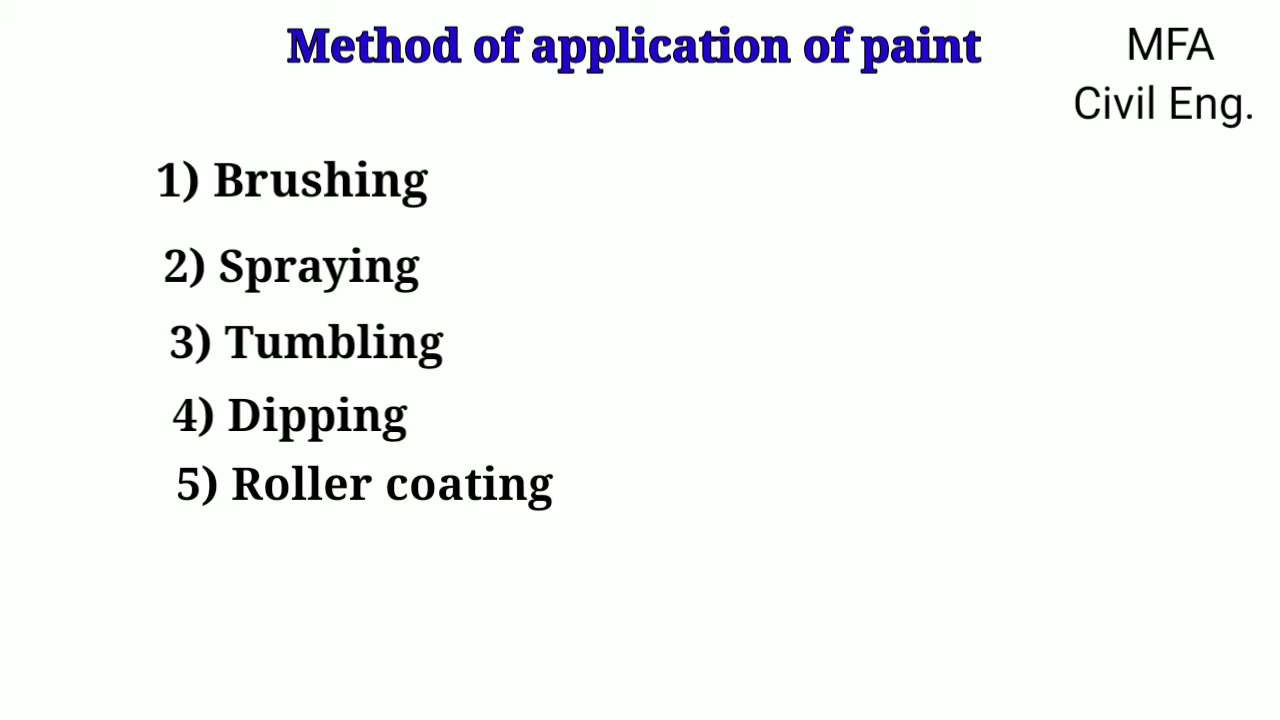 Method of application of paint
MFA
Civil Eng.
1) Brushing
2) Spraying
3) Tumbling
4) Dipping
5) Roller coating